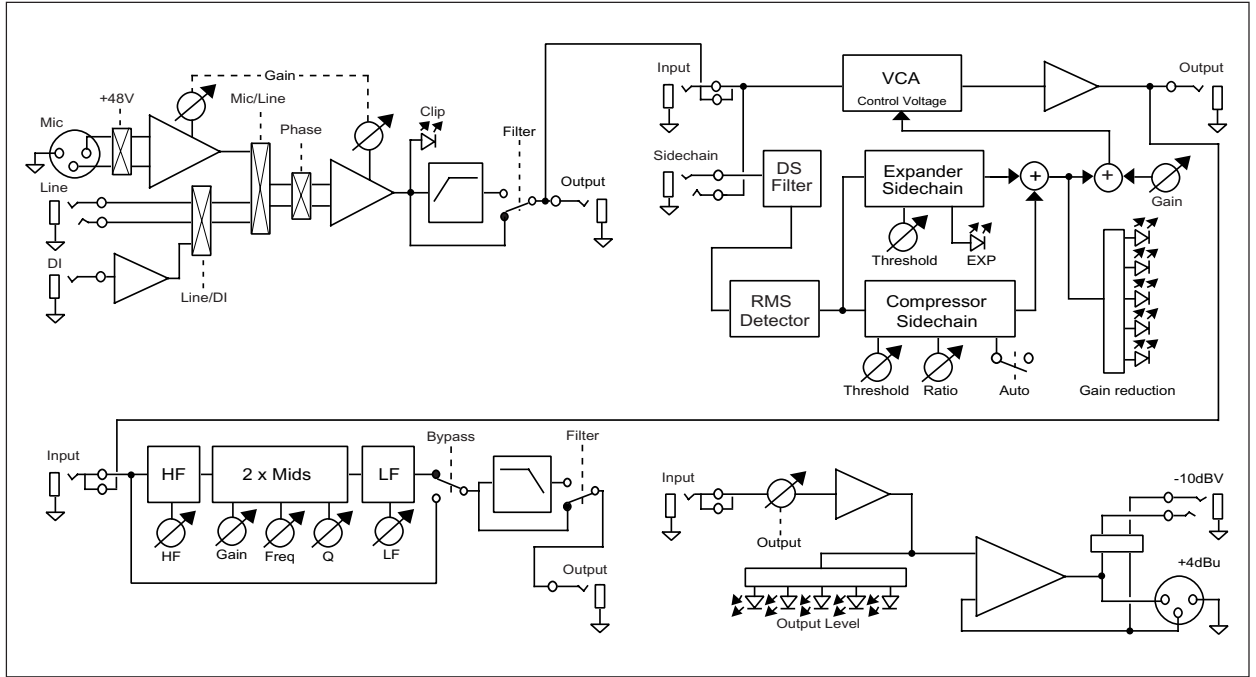 +48V
Gain
Mic/Line
Mic
Phase
Clip
Filter
Output
Line
DI
Line/DI
Input
VCA
Control Voltage
Output
Sidechain
DS
Filter
Expander
Sidechain
+
+
Gain
Threshold
EXP
RMS
Detector
Compressor
Sidechain
Threshold
Ratio
Auto
Gain reduction
Input
HF
2 x Mids
LF
Bypass
Filter
HF
Gain
Freq
Q
LF
Output
Input
Output
Output Level
-10dBV
+4dBu